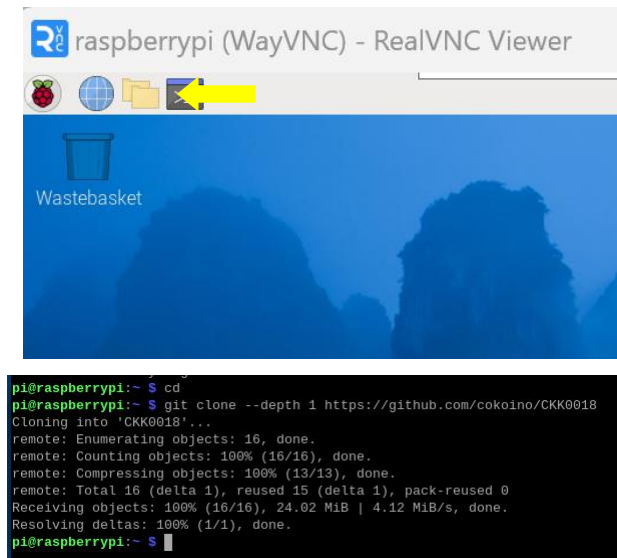 raspberrypi (WayVNC) - RealVNC Viewer
Wastebasket
pi@raspberrypi:~ $ cd
pi@raspberrypi:~ $ git clone --depth 1 https://github.com/cokoino/CKK0018
Cloning into 'CKK0018'...
remote: Enumerating objects: 16, done.
remote: Counting objects: 100% (16/16), done.
remote: Compressing objects: 100% (13/13), done.
remote: Total 16 (delta 1), reused 15 (delta 1), pack-reused 0
Receiving objects: 100% (16/16), 24.02 MiB | 4.12 MiB/s, done.
Resolving deltas: 100% (1/1), done.
pi@raspberrypi:~ $